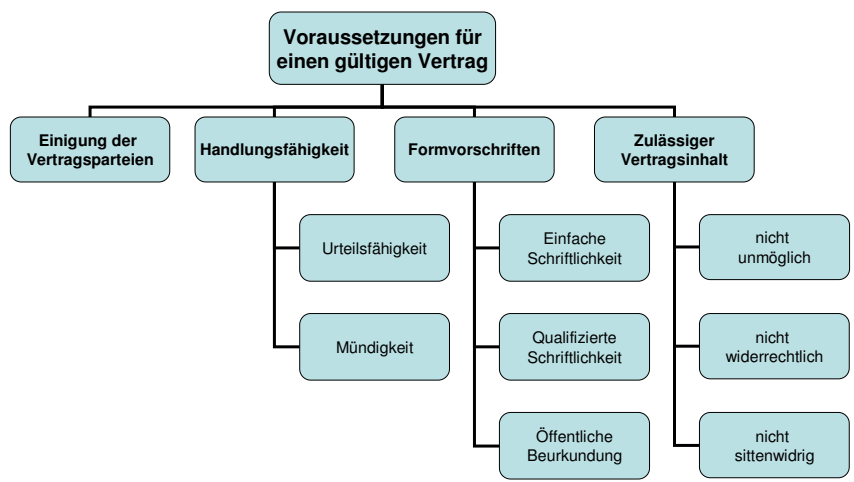 Voraussetzungen für
einen gültigen Vertrag
Einigung der
Vertragsparteien
Handlungsfähigkeit
Formvorschriften
Zulässiger
Vertragsinhalt
Urteilsfähigkeit
Einfache
Schriftlichkeit
nicht
unmöglich
Mündigkeit
Qualifizierte
Schriftlichkeit
nicht
widerrechtlich
Öffentliche
Beurkundung
nicht
sittenwidrig